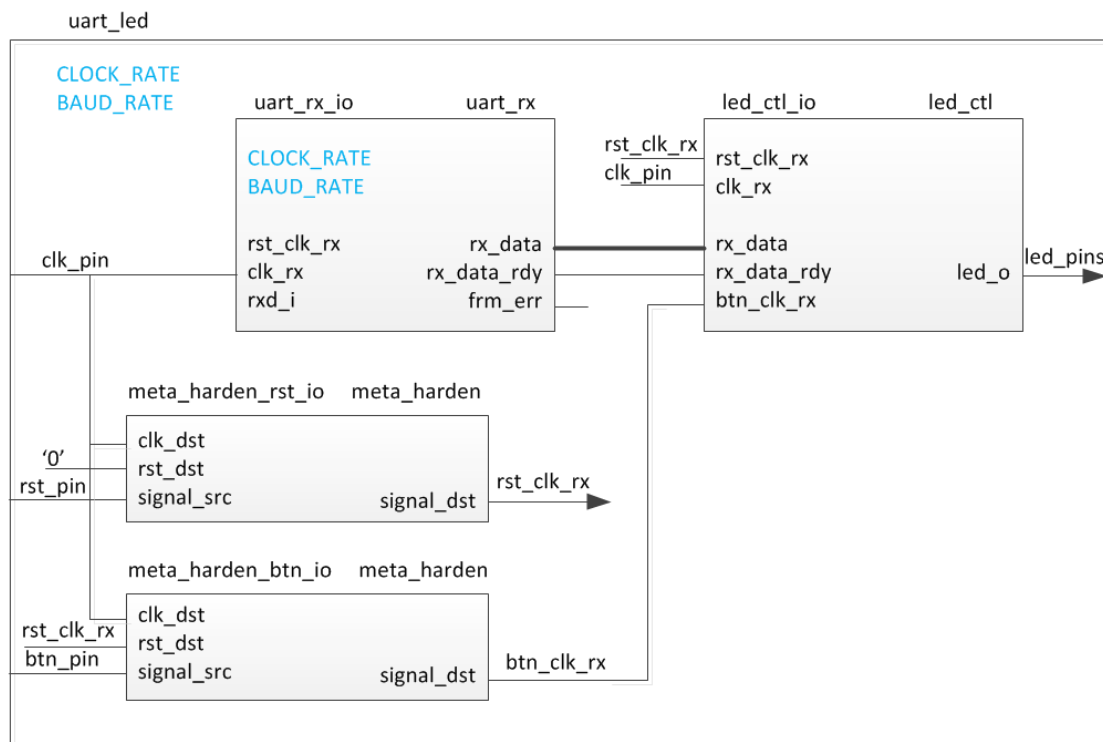 uart_led
CLOCK_RATE
BAUD_RATE
uart_rx_io uart_rx
CLOCK_RATE
BAUD_RATE
rst_clk_rx
clk_rx
rxd_i
rx_data
rx_data_rdy
frm_err
clk_pin
led_ctl_io led_ctl
rst_clk_rx
clk_pin
rst_clk_rx
clk_rx
rx_data
rx_data_rdy
btn_clk_rx
led_o
led_pins
meta_harden_rst_io meta_harden
clk_dst
rst_dst
signal_src
signal_dst
‘0’
rst_pin
rst_clk_rx
meta_harden_btn_io meta_harden
clk_dst
rst_dst
signal_src
signal_dst
rst_clk_rx
btn_pin
btn_clk_rx